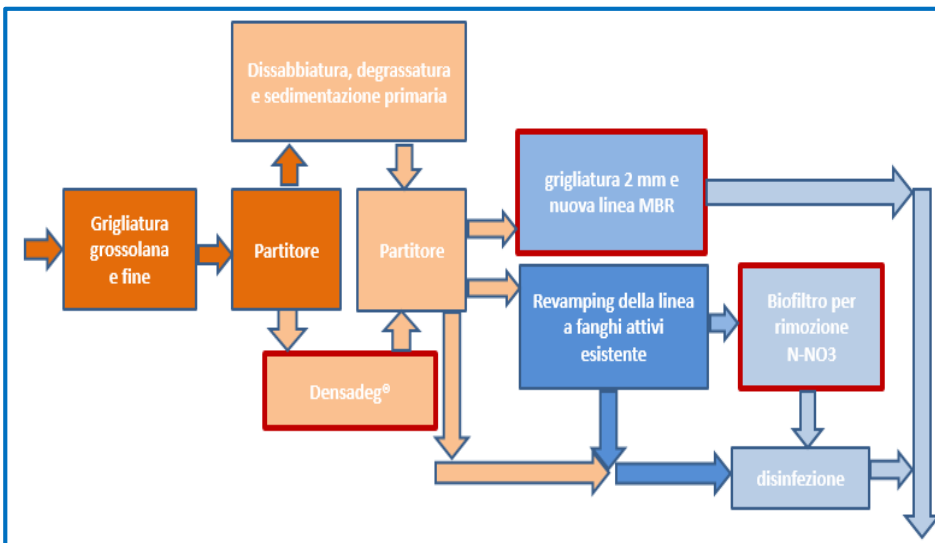 Dissabbiatura, degrassatura
e sedimentazione primaria
Grigliatura
grossolana
e fine
Partitore
Partitore
grigliatura 2 mm e
nuova linea MBR
Revamping della linea
a fanghi attivi
esistente
Biofiltro per
rimozione
N-NO3
Densadeg®
disinfezione